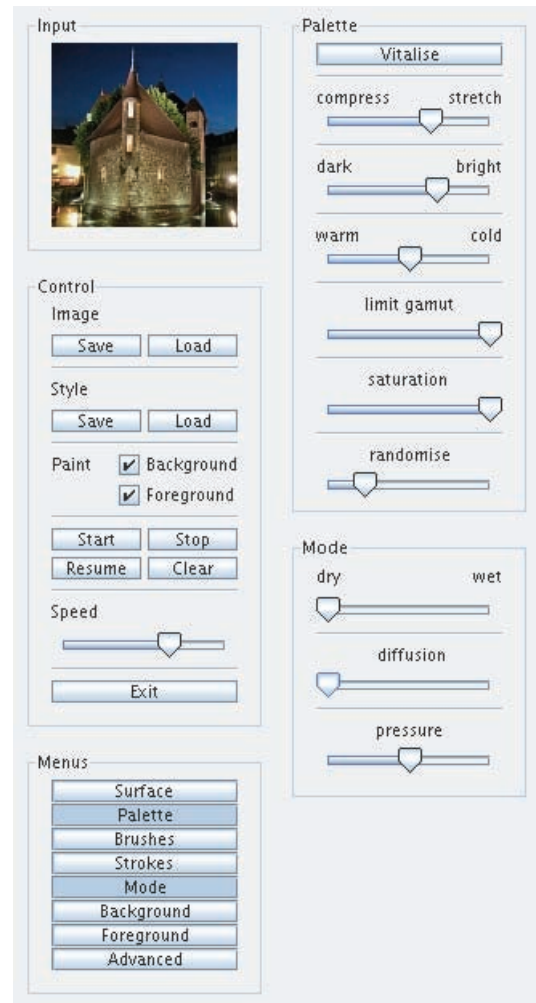 Input
Control
Image
Save Load
Style
Save Load
Paint Background
Foreground
Start Stop
Resume Clear
Speed
Exit
Menus
Surface
Palette
Brushes
Strokes
Mode
Background
Foreground
Advanced
Palette
Vitalise
compress stretch
dark bright
warm cold
limit gamut
saturation
randomise
Mode
dry wet
diffusion
pressure